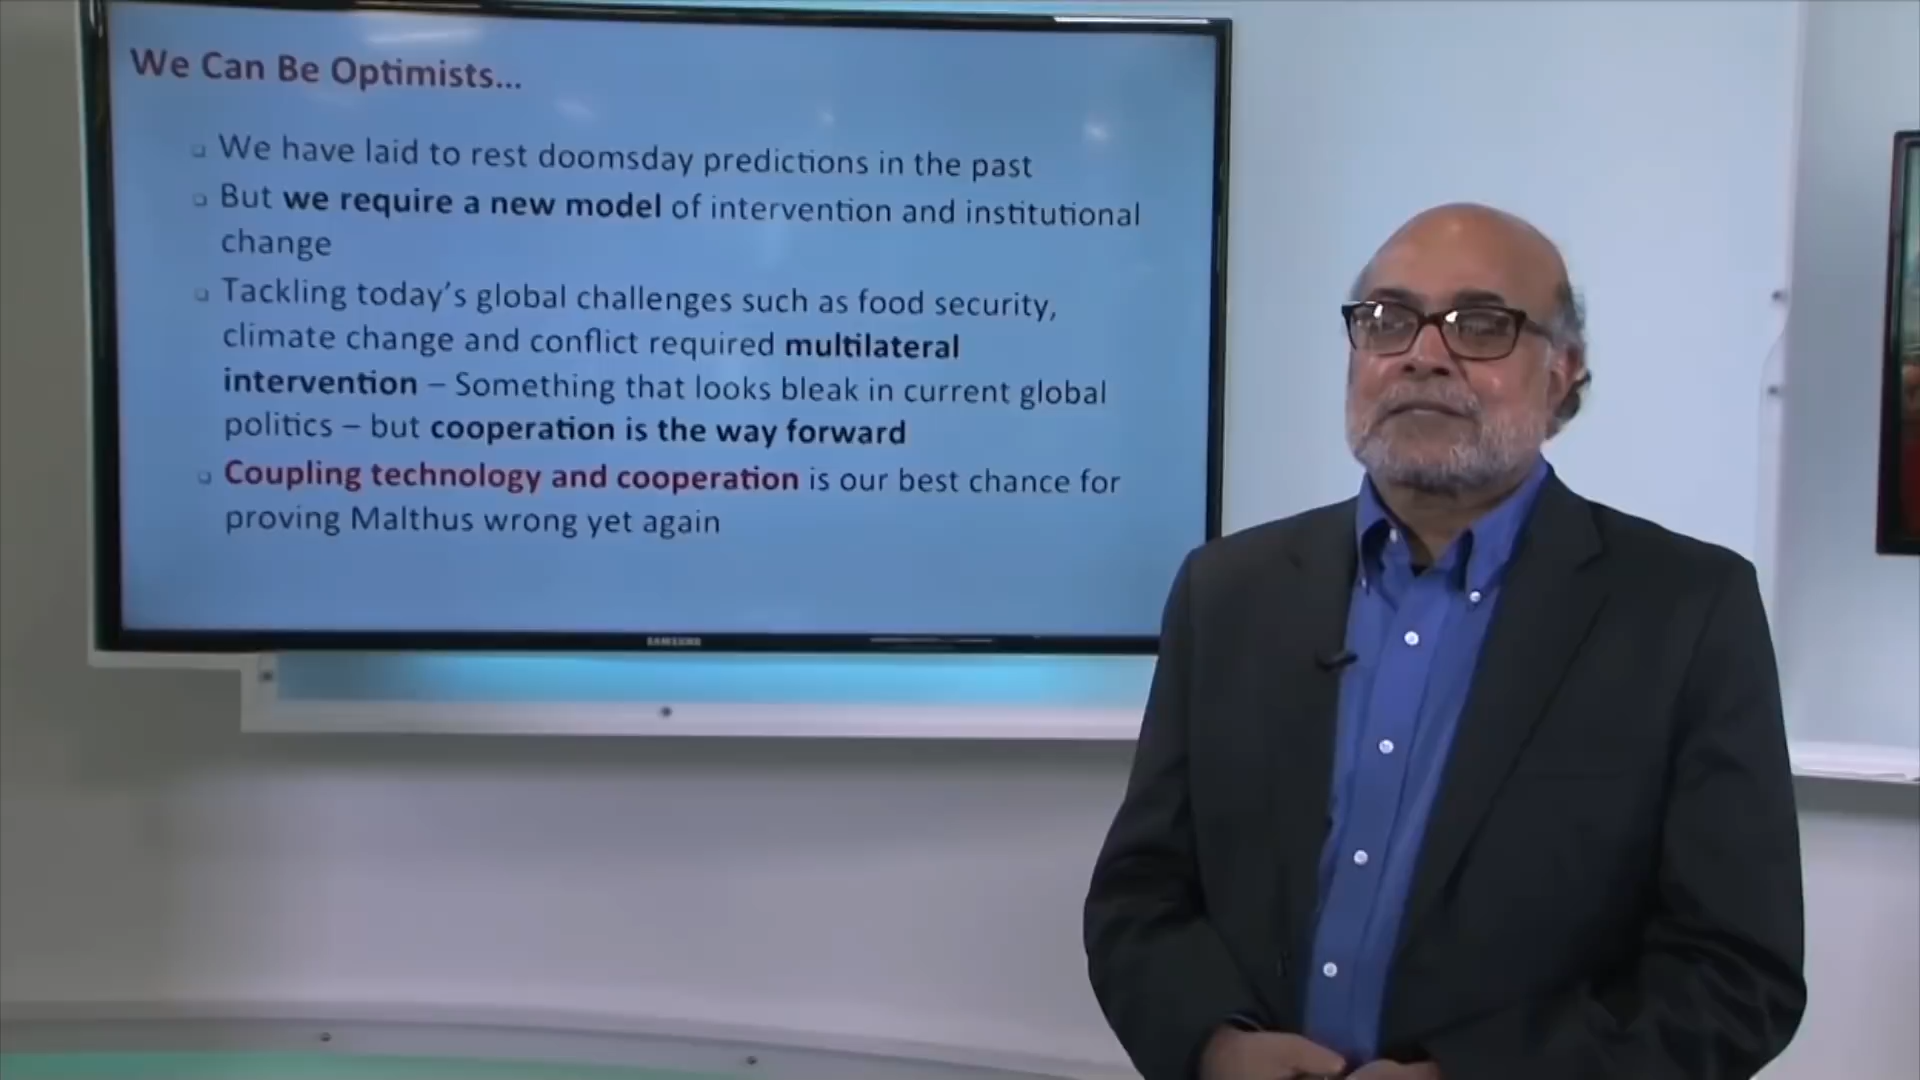 We Can Be Optimists...
We have laid to rest doomsday predictions in the past
But we require a new model of intervention and institutional
change
Tackling today's global challenges such as food security,
climate change and conflict required multilateral
intervention – Something that looks bleak in current global
politics – but cooperation is the way forward
Coupling technology and cooperation is our best chance for
proving Malthus wrong yet again
SAMSUNG